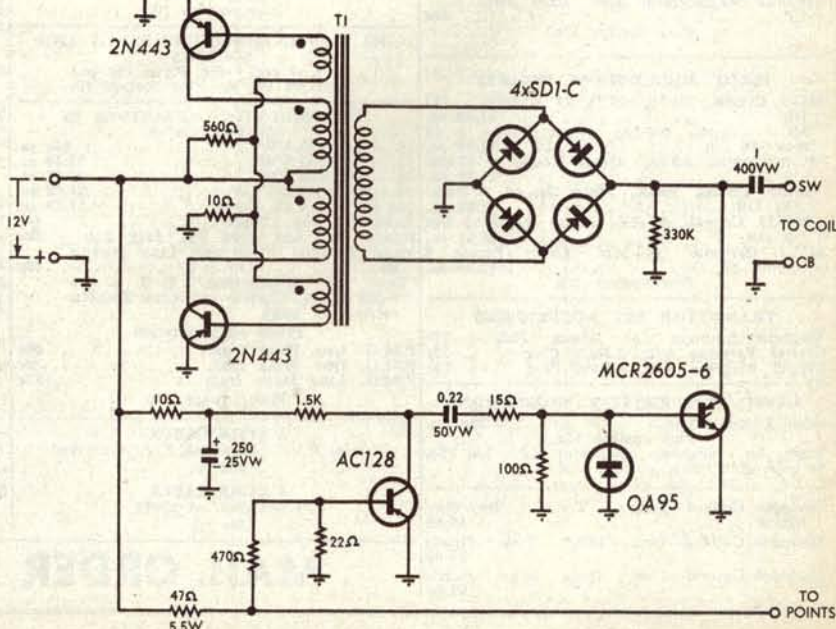 T1
2N443
4xSD1-C
560Ω
1
400VW
SW
–
10Ω
12V
330K
TO COIL
+
CB
2N443
MCR2605-6
10Ω
1.5K
0.22
50VW
15Ω
+
250
–
25VW
AC128
100Ω
OA95
470Ω
22Ω
47Ω
5.5W
TO
POINTS